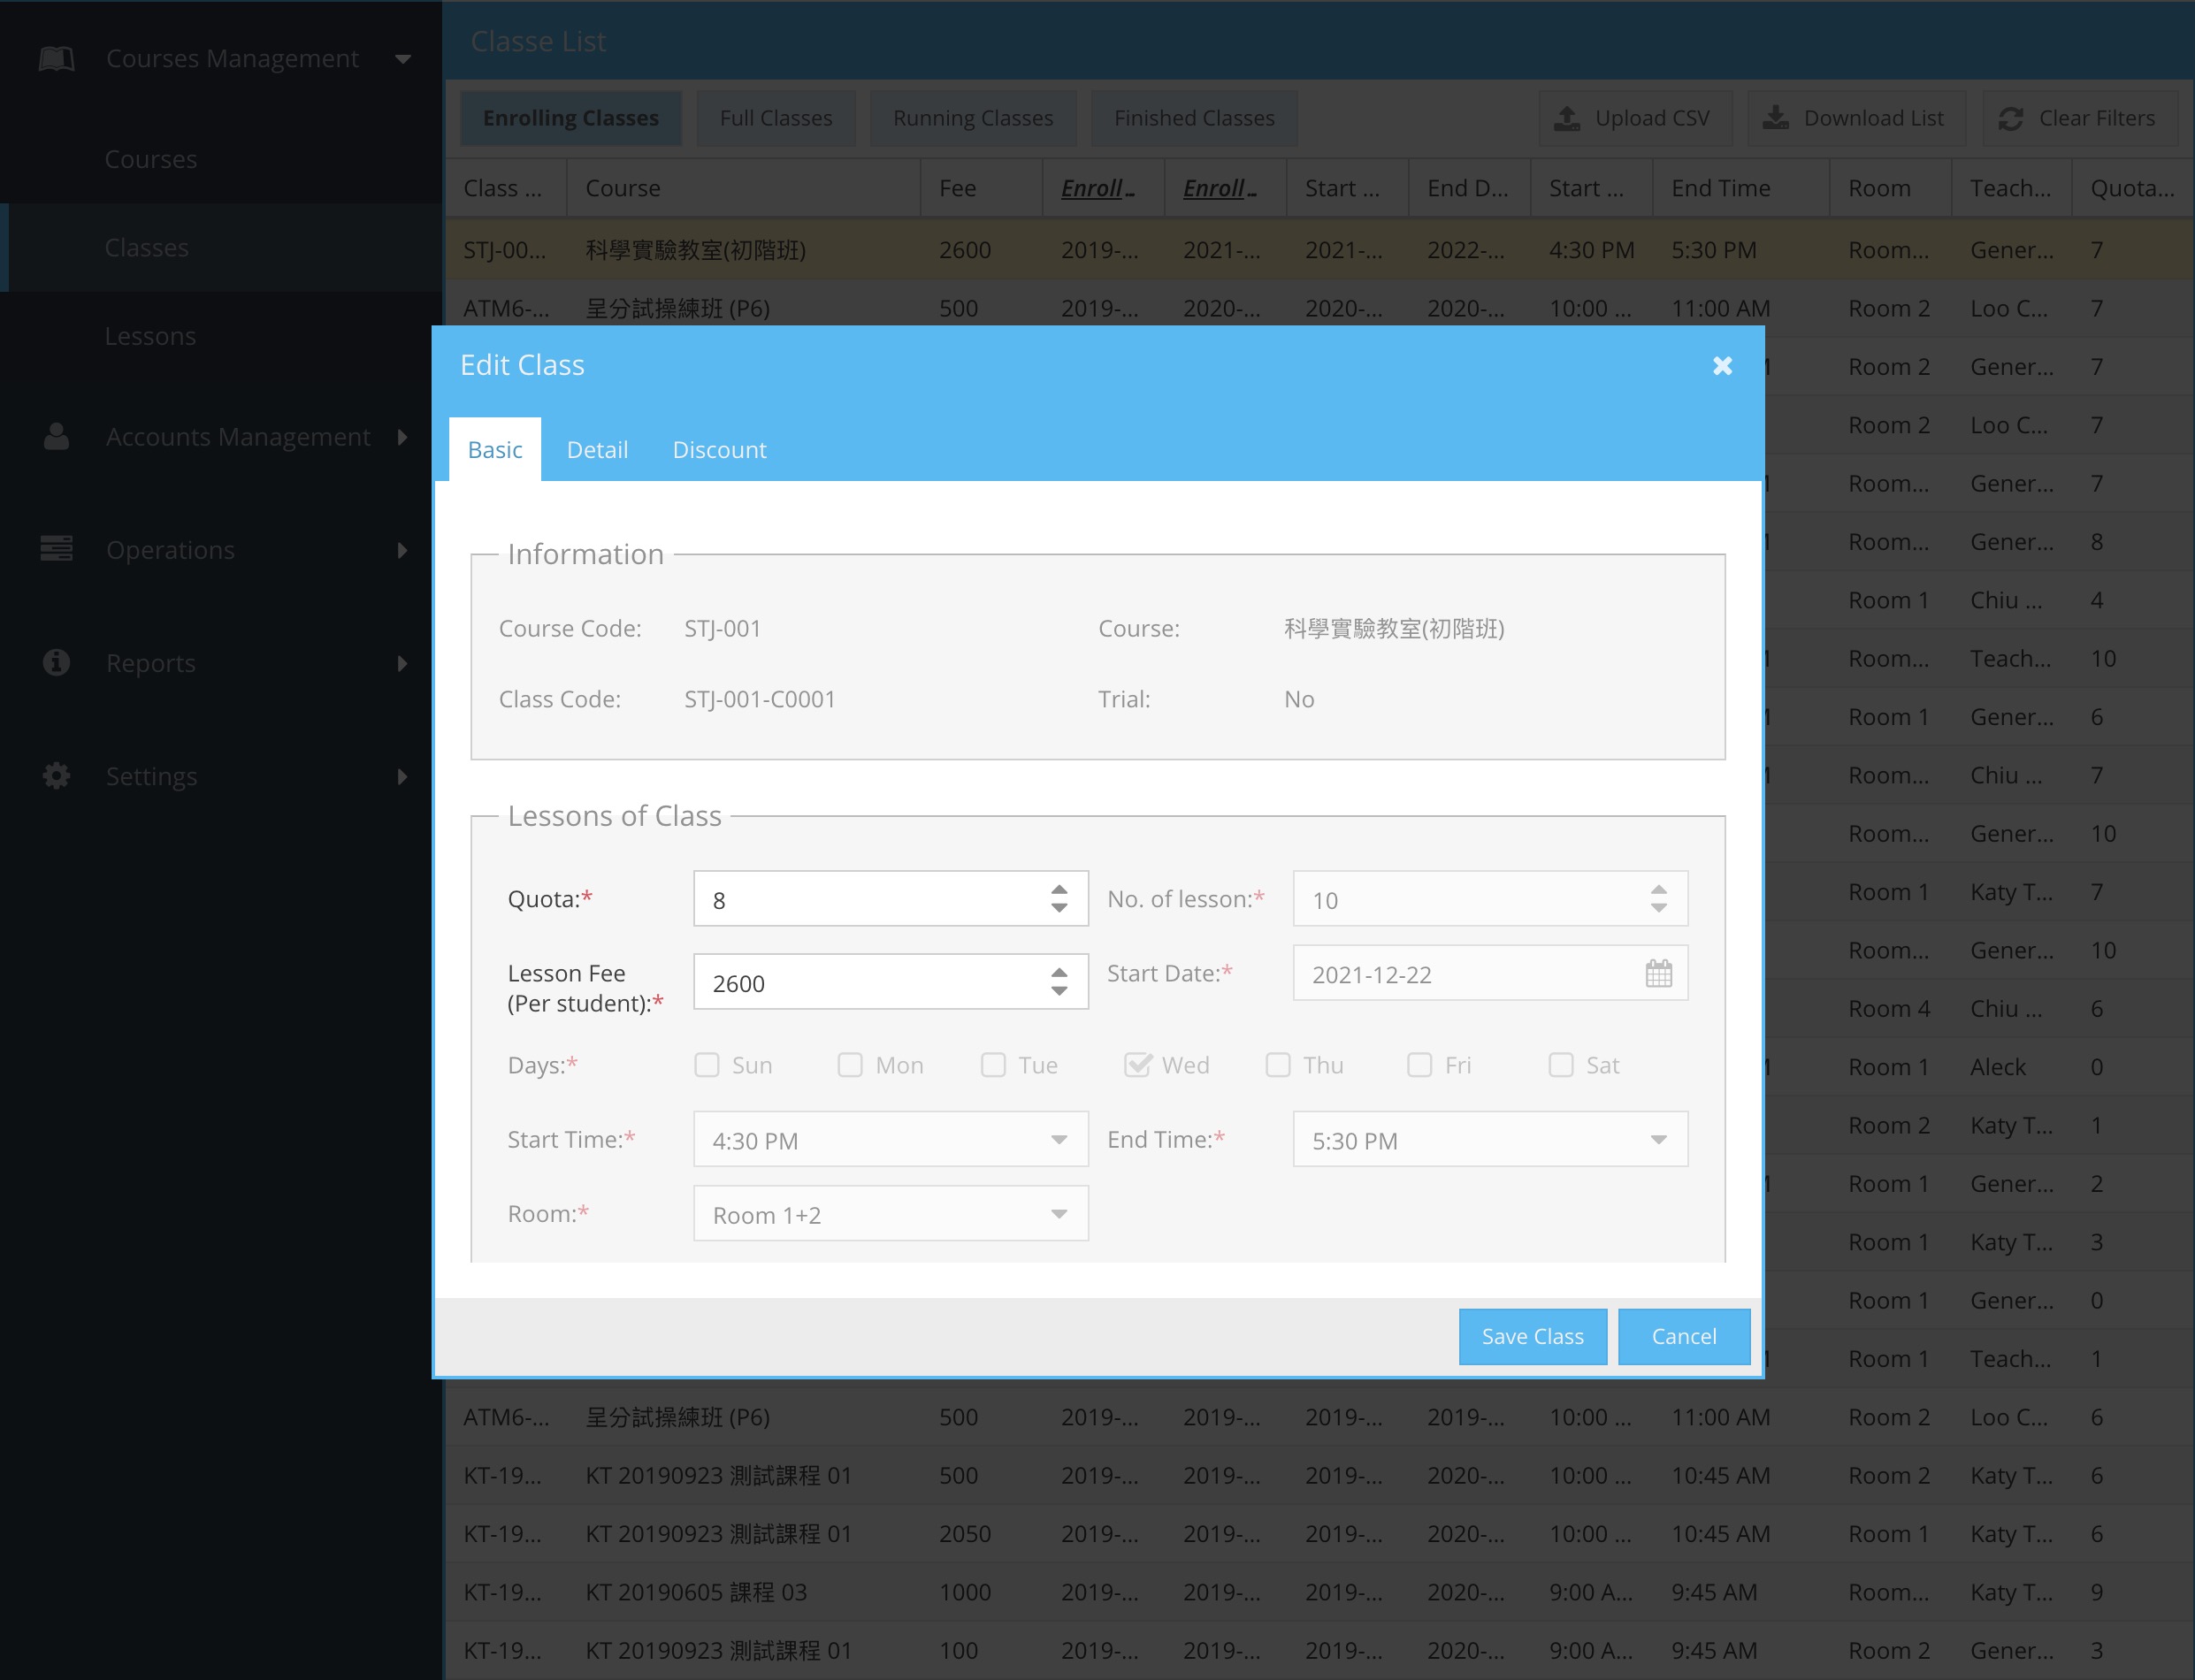 Courses Management
Courses
Classes
Lessons
Accounts Management
Operations
Reports
Settings
Classe List
Enrolling Classes Full Classes Running Classes Finished Classes Upload CSV Download List Clear Filters
Class ... Course Fee Enroll... Enroll... Start ... End D... Start ... End Time Room Teach... Quota...
STJ-00... 科學實驗教室(初階班) 2600 2019-... 2021-... 2021-... 2022-... 4:30 PM 5:30 PM Room... Gener... 7
ATM6-... 呈分試操練班 (P6) 500 2019-... 2020-... 2020-... 2020-... 10:00 ... 11:00 AM Room 2 Loo C... 7
Room 2 Gener... 7
Room 2 Loo C... 7
Room... Gener... 7
Room... Gener... 8
Room 1 Chiu ... 4
Room... Teach... 10
Room 1 Gener... 6
Room... Chiu ... 7
Room... Gener... 10
Room 1 Katy T... 7
Room... Gener... 10
Room 4 Chiu ... 6
Room 1 Aleck 0
Room 2 Katy T... 1
Room 1 Gener... 2
Room 1 Katy T... 3
Room 1 Gener... 0
Room 1 Teach... 1
Edit Class
Basic Detail Discount
Information
Course Code: STJ-001 Course: 科學實驗教室(初階班)
Class Code: STJ-001-C0001 Trial: No
Lessons of Class
Quota:* 8 No. of lesson:* 10
Lesson Fee
(Per student):* 2600 Start Date:* 2021-12-22
Days:* Sun Mon Tue Wed Thu Fri Sat
Start Time:* 4:30 PM End Time:* 5:30 PM
Room:* Room 1+2
Save Class Cancel
ATM6-... 呈分試操練班 (P6) 500 2019-... 2019-... 2019-... 2019-... 10:00 ... 11:00 AM Room 2 Loo C... 6
KT-19... KT 20190923 測試課程 01 500 2019-... 2019-... 2019-... 2020-... 10:00 ... 10:45 AM Room 2 Katy T... 6
KT-19... KT 20190923 測試課程 01 2050 2019-... 2019-... 2019-... 2020-... 10:00 ... 10:45 AM Room 1 Katy T... 6
KT-19... KT 20190605 課程 03 1000 2019-... 2019-... 2019-... 2020-... 9:00 A... 9:45 AM Room... Katy T... 9
KT-19... KT 20190923 測試課程 01 100 2019-... 2019-... 2019-... 2020-... 9:00 A... 9:45 AM Room 2 Gener... 3